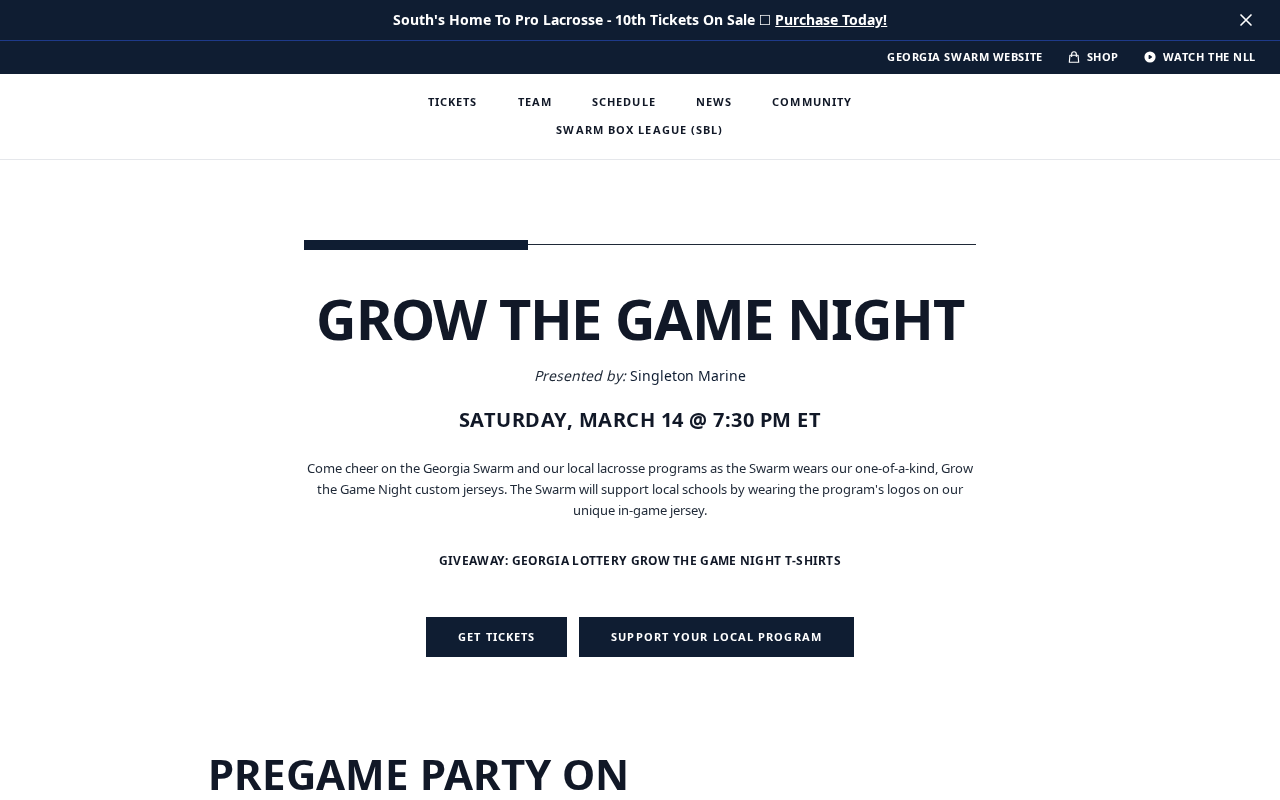 South's Home To Pro Lacrosse - 10th Tickets On Sale □ Purchase Today!
GEORGIA SWARM WEBSITE SHOP WATCH THE NLL
TICKETS TEAM SCHEDULE NEWS COMMUNITY
SWARM BOX LEAGUE (SBL)
GROW THE GAME NIGHT
Presented by: Singleton Marine
SATURDAY, MARCH 14 @ 7:30 PM ET
Come cheer on the Georgia Swarm and our local lacrosse programs as the Swarm wears our one-of-a-kind, Grow
the Game Night custom jerseys. The Swarm will support local schools by wearing the program's logos on our
unique in-game jersey.
GIVEAWAY: GEORGIA LOTTERY GROW THE GAME NIGHT T-SHIRTS
GET TICKETS SUPPORT YOUR LOCAL PROGRAM
PREGAME PARTY ON